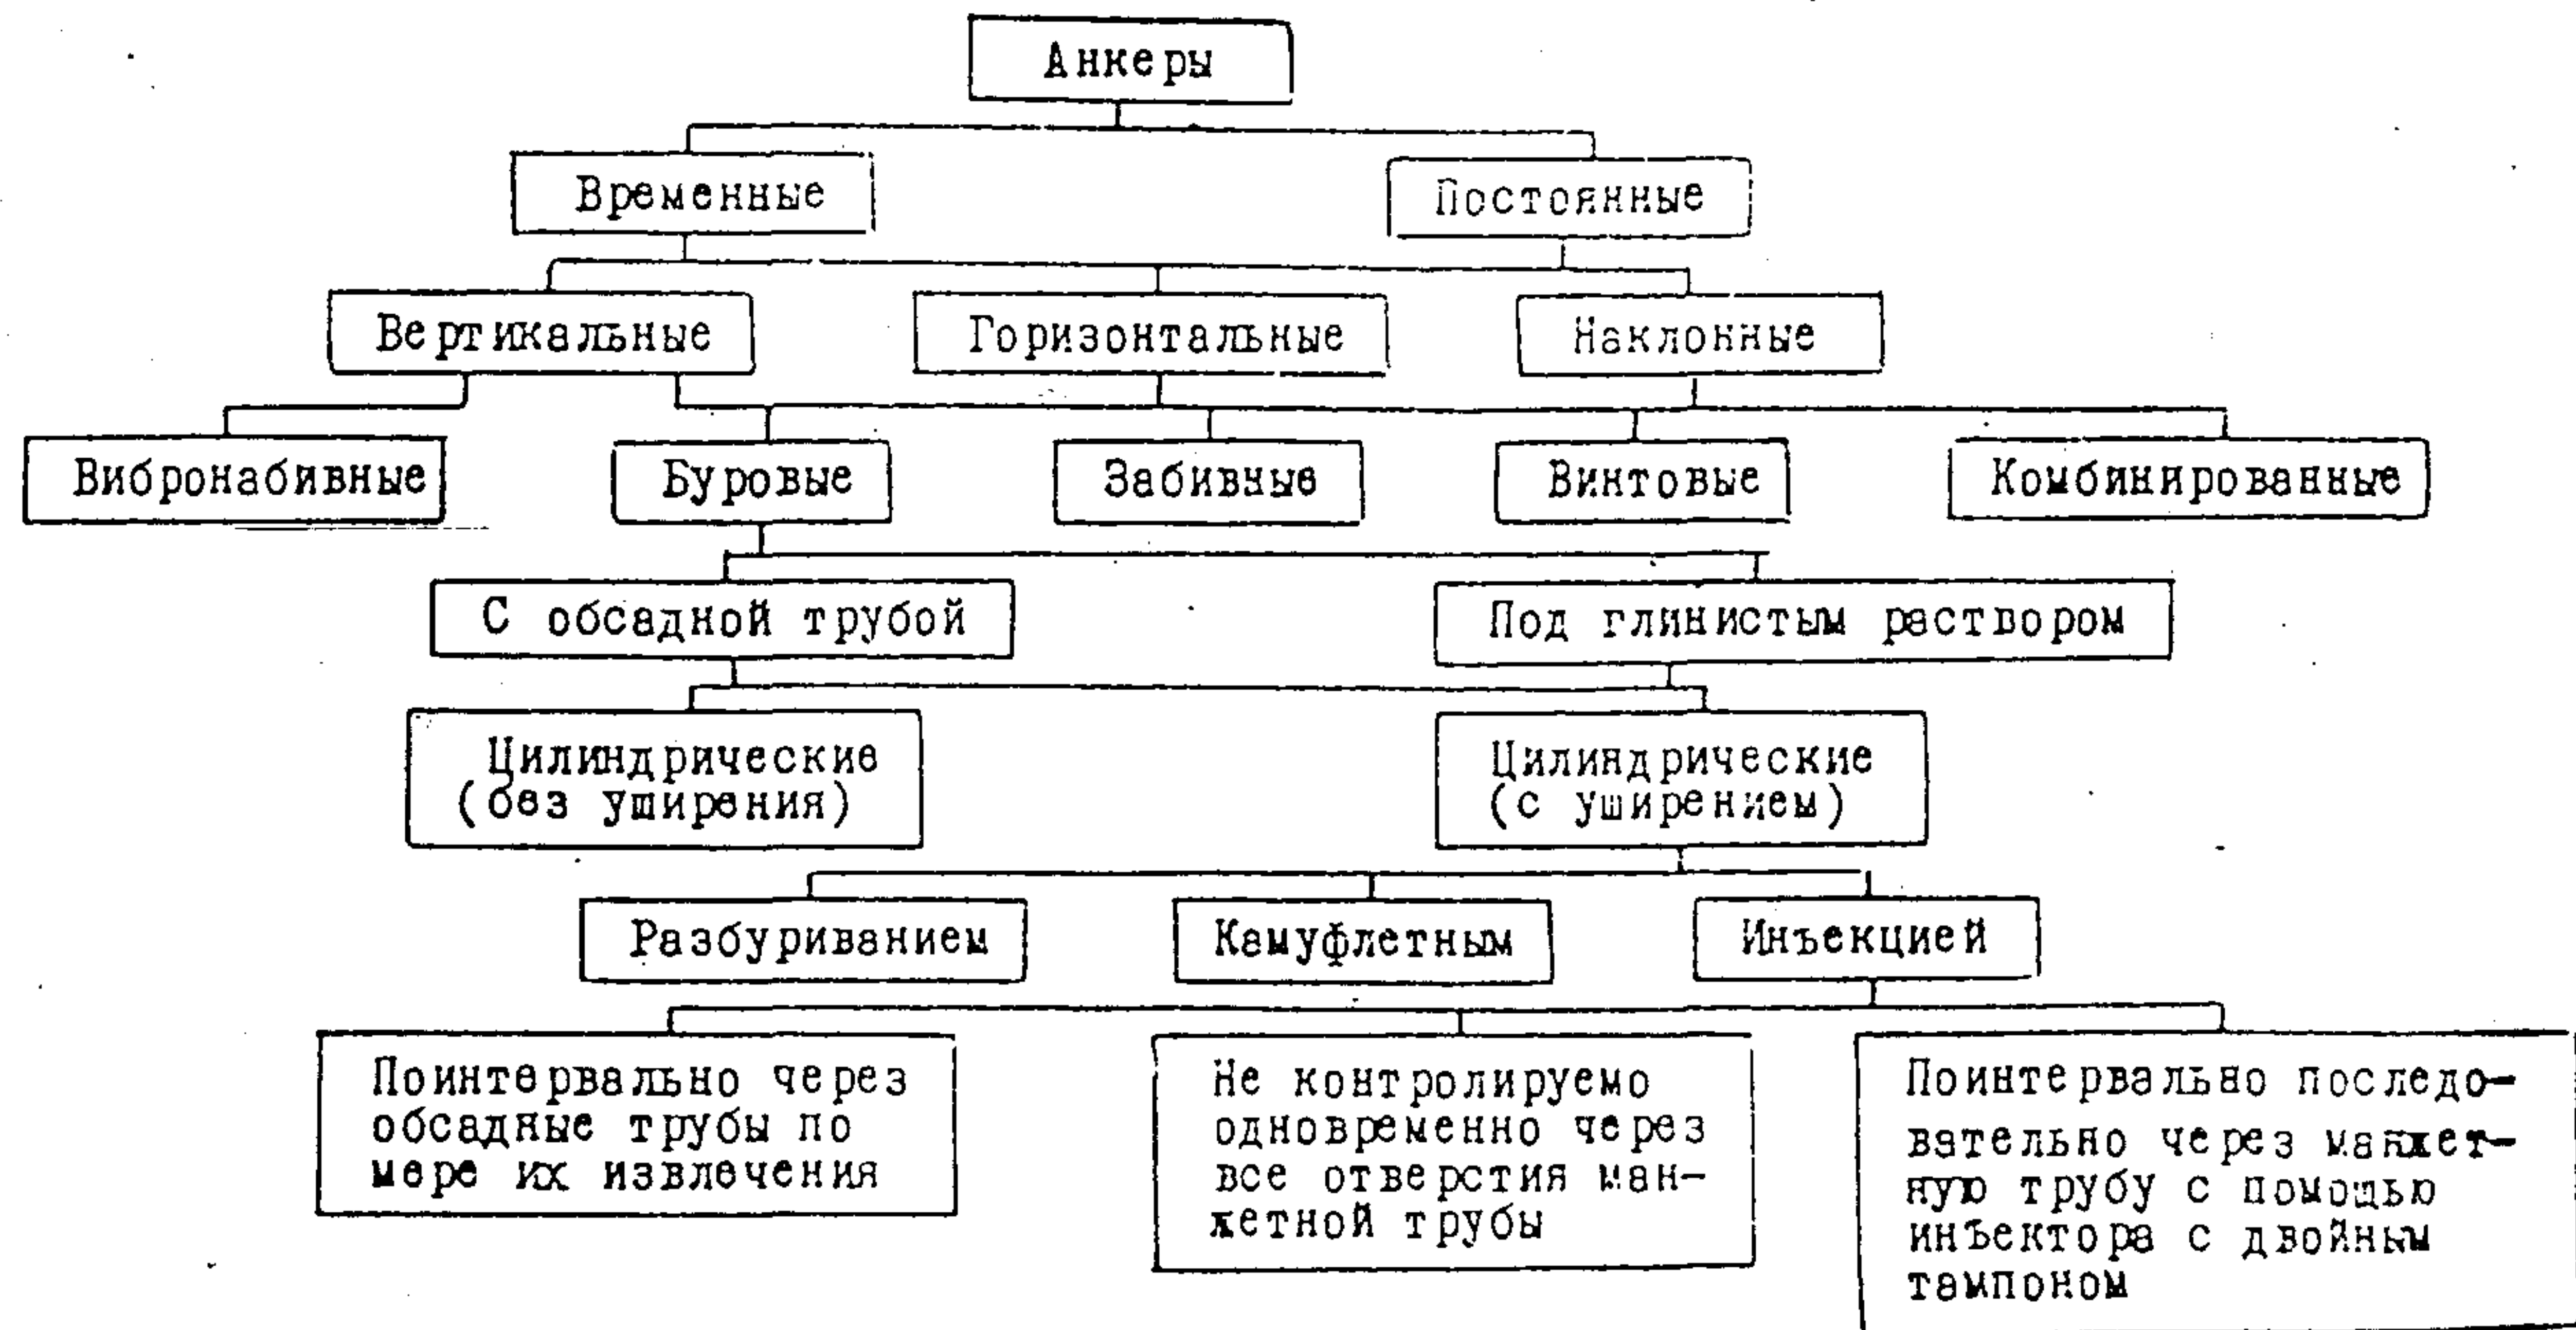 Анкеры
Временные
Постоянные
Вертикальные
Горизонтальные
Наклонные
Вибронабивные
Буровые
Забивные
Винтовые
Комбинированные
С обсадной трубой
Под глинистым раствором
Цилиндрические
(без уширения)
Цилиндрические
(с уширением)
Разбуриванием
Камуфлетным
Инъекцией
Поинтервально через
обсадные трубы по
мере их извлечения
Не контролируемо
одновременно через
все отверстия ман-
жетной трубы
Поинтервально последо-
вательно через манжет-
ную трубу с помощью
инъектора с двойным
тампоном